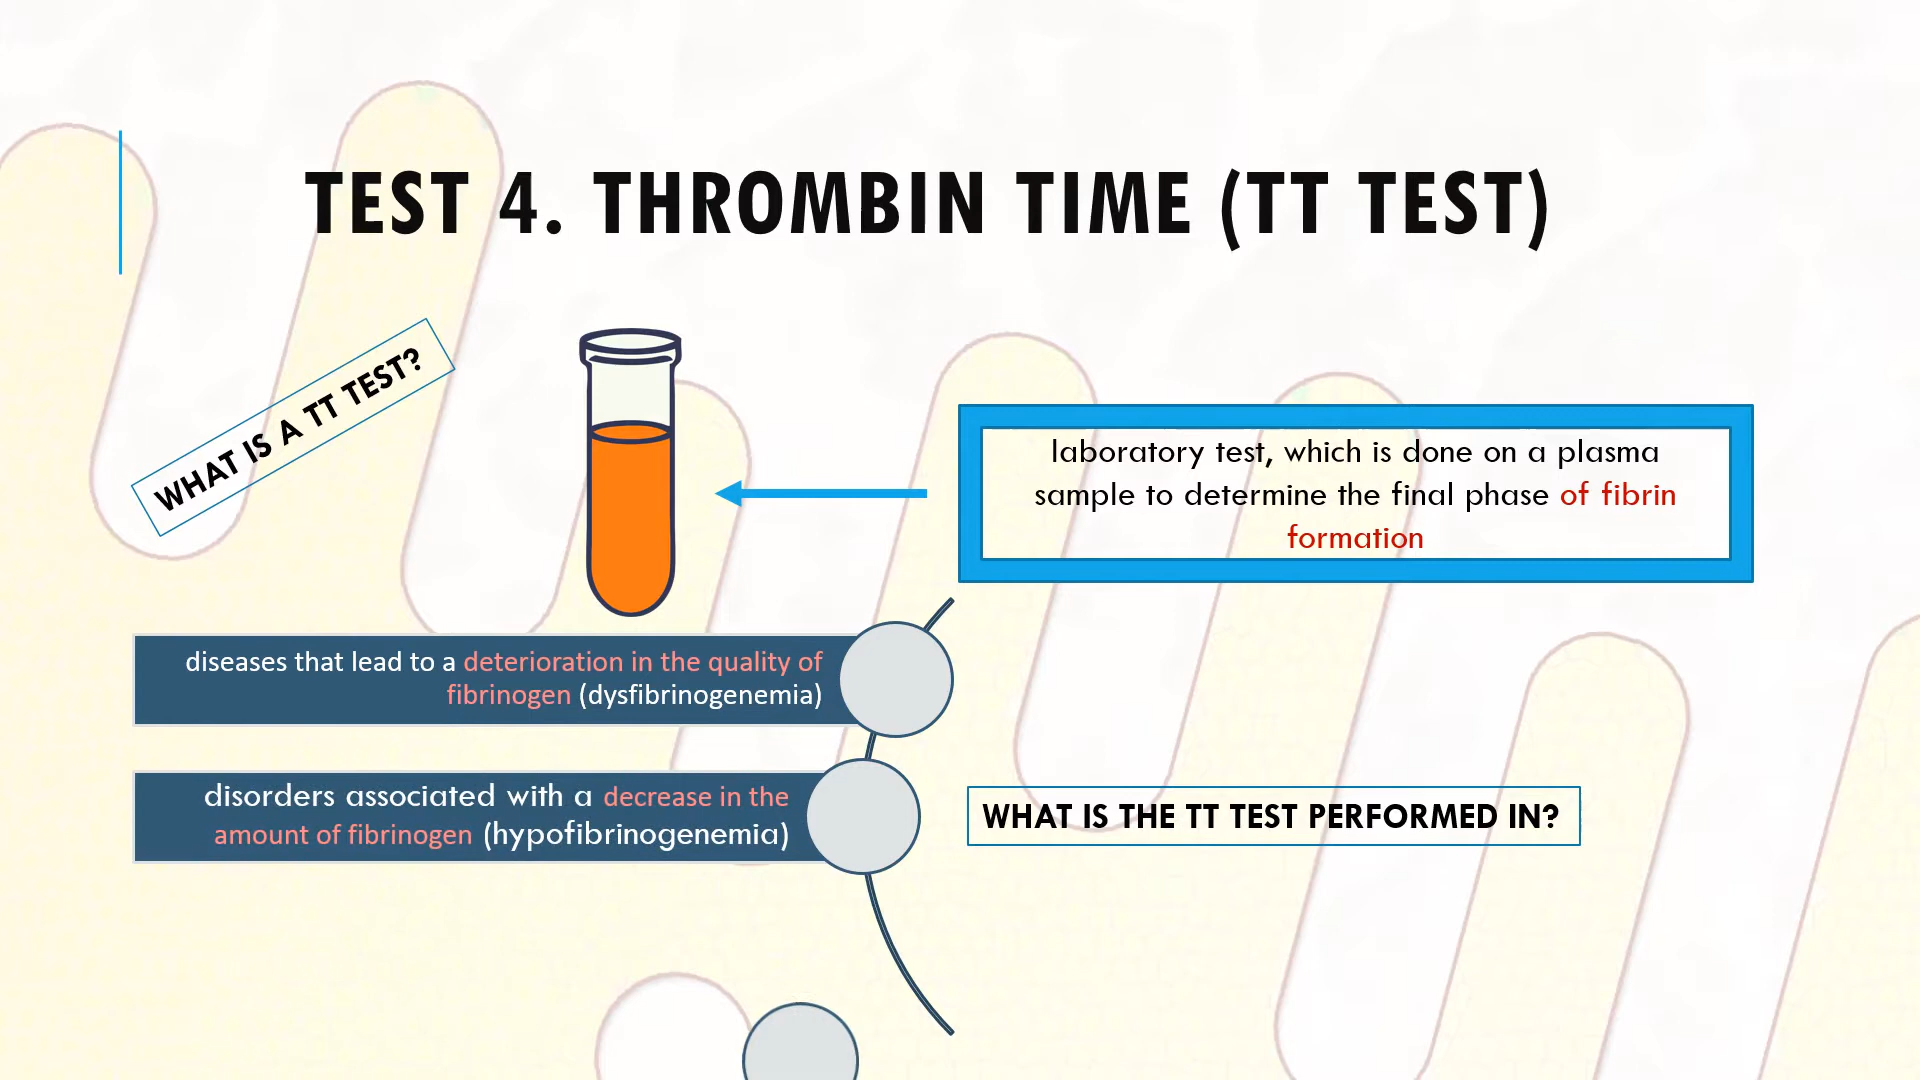 TEST 4. THROMBIN TIME (TT TEST)
WHAT IS A TT TEST?
laboratory test, which is done on a plasma
sample to determine the final phase of fibrin
formation
diseases that lead to a deterioration in the quality of
fibrinogen (dysfibrinogenemia)
disorders associated with a decrease in the
amount of fibrinogen (hypofibrinogenemia)
WHAT IS THE TT TEST PERFORMED IN?